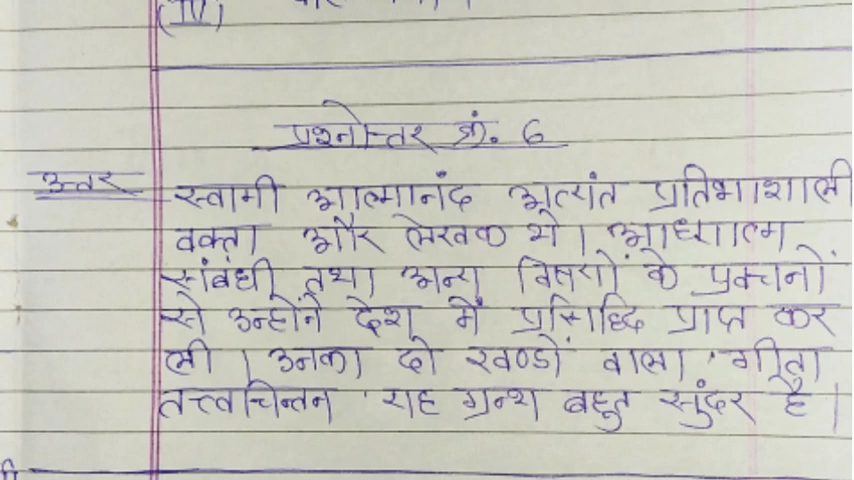 (IV)
प्रश्नोत्तर क्रं. 6
उत्तर स्वामी आत्मानंद अत्यंत प्रतिभाशाली
वक्ता और लेखक थे। आध्यात्म
संबंधी तथा अन्य विषयों के प्रवचनों
से उन्होंने देश में प्रसिद्धि प्राप्त कर
ली। उनका दो खण्डों वाला 'गीता
तत्त्वचिन्तन' यह ग्रन्थ बहुत सुंदर है।